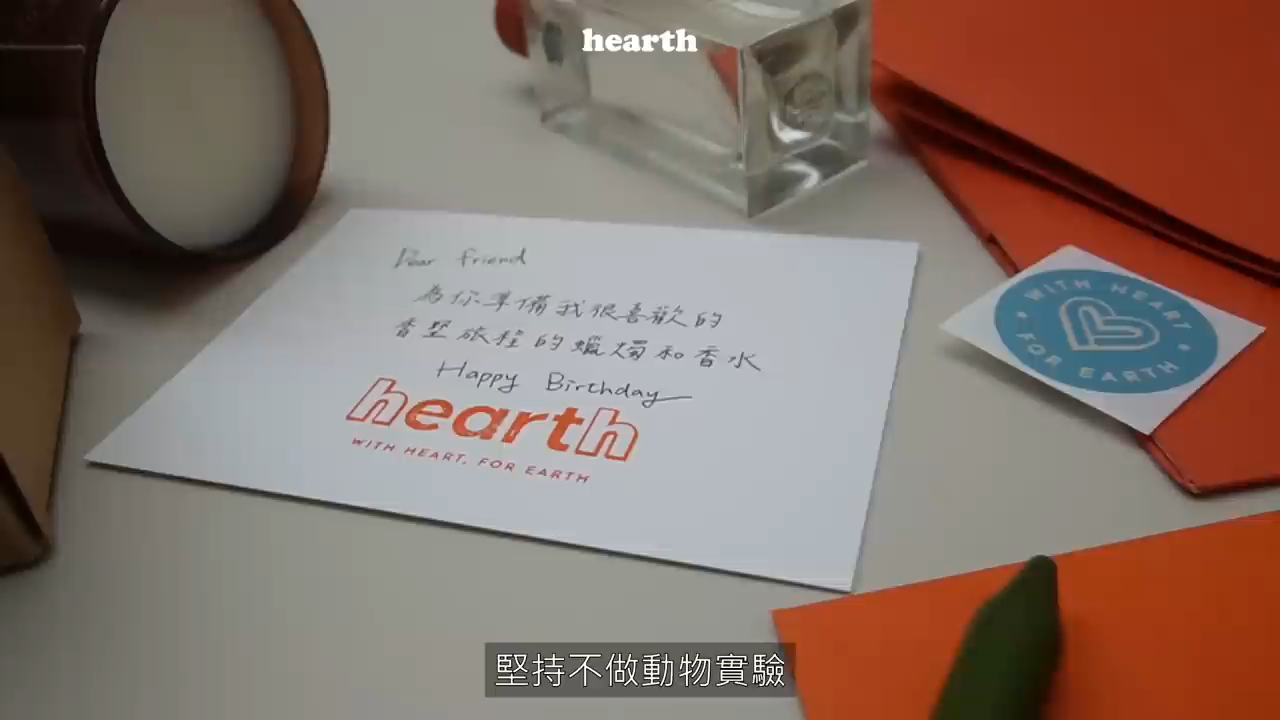 hearth
Dear friend
為你準備我很喜歡的
香堅旅程的蠟燭和香水
Happy Birthday
hearth
WITH HEART, FOR EARTH
WITH HEART
FOR EARTH
堅持不做動物實驗